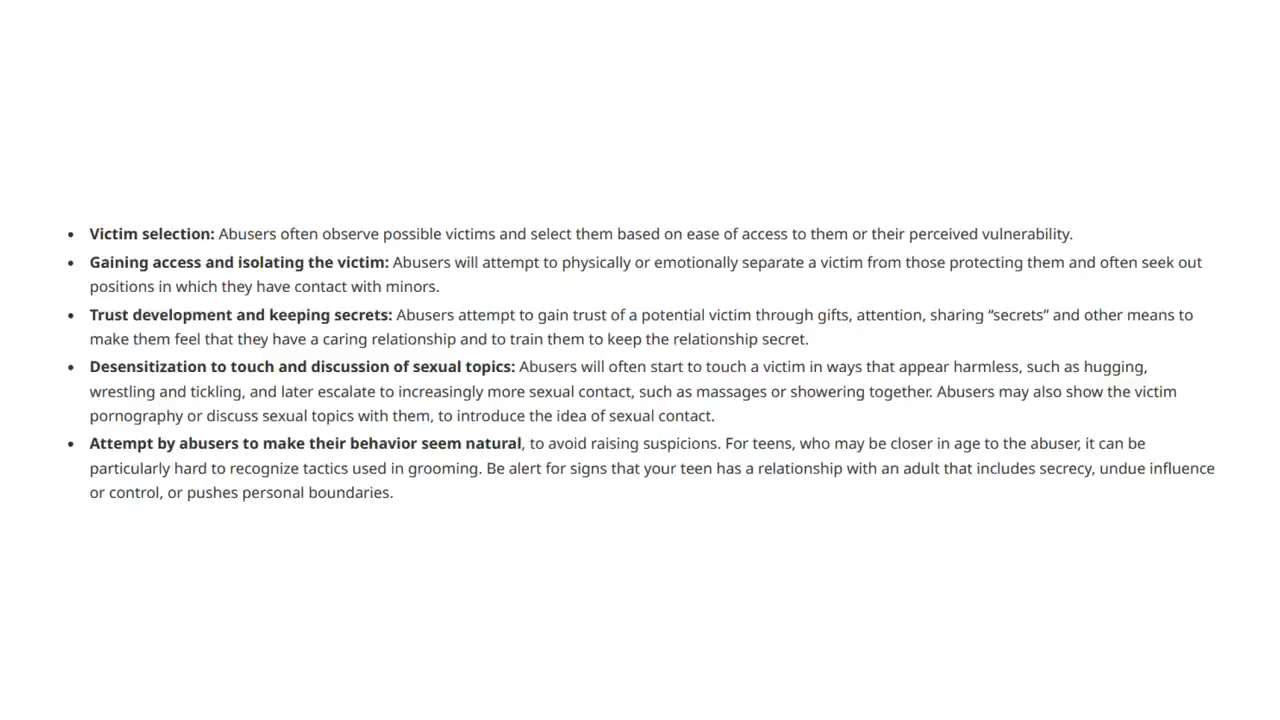 • Victim selection: Abusers often observe possible victims and select them based on ease of access to them or their perceived vulnerability.
• Gaining access and isolating the victim: Abusers will attempt to physically or emotionally separate a victim from those protecting them and often seek out
positions in which they have contact with minors.
• Trust development and keeping secrets: Abusers attempt to gain trust of a potential victim through gifts, attention, sharing “secrets” and other means to
make them feel that they have a caring relationship and to train them to keep the relationship secret.
• Desensitization to touch and discussion of sexual topics: Abusers will often start to touch a victim in ways that appear harmless, such as hugging,
wrestling and tickling, and later escalate to increasingly more sexual contact, such as massages or showering together. Abusers may also show the victim
pornography or discuss sexual topics with them, to introduce the idea of sexual contact.
• Attempt by abusers to make their behavior seem natural, to avoid raising suspicions. For teens, who may be closer in age to the abuser, it can be
particularly hard to recognize tactics used in grooming. Be alert for signs that your teen has a relationship with an adult that includes secrecy, undue influence
or control, or pushes personal boundaries.